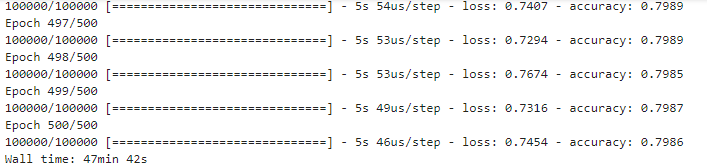 100000/100000 [==============================] - 5s 54us/step - loss: 0.7407 - accuracy: 0.7989
Epoch 497/500
100000/100000 [==============================] - 5s 53us/step - loss: 0.7294 - accuracy: 0.7989
Epoch 498/500
100000/100000 [==============================] - 5s 53us/step - loss: 0.7674 - accuracy: 0.7985
Epoch 499/500
100000/100000 [==============================] - 5s 49us/step - loss: 0.7316 - accuracy: 0.7987
Epoch 500/500
100000/100000 [==============================] - 5s 46us/step - loss: 0.7454 - accuracy: 0.7986
Wall time: 47min 42s